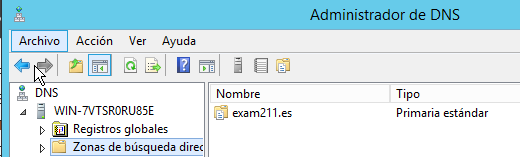 Administrador de DNS
Archivo Acción Ver Ayuda
DNS
WIN-7VTSR0RU85E
Registros globales
Zonas de búsqueda direc
Nombre Tipo
exam211.es Primaria estándar